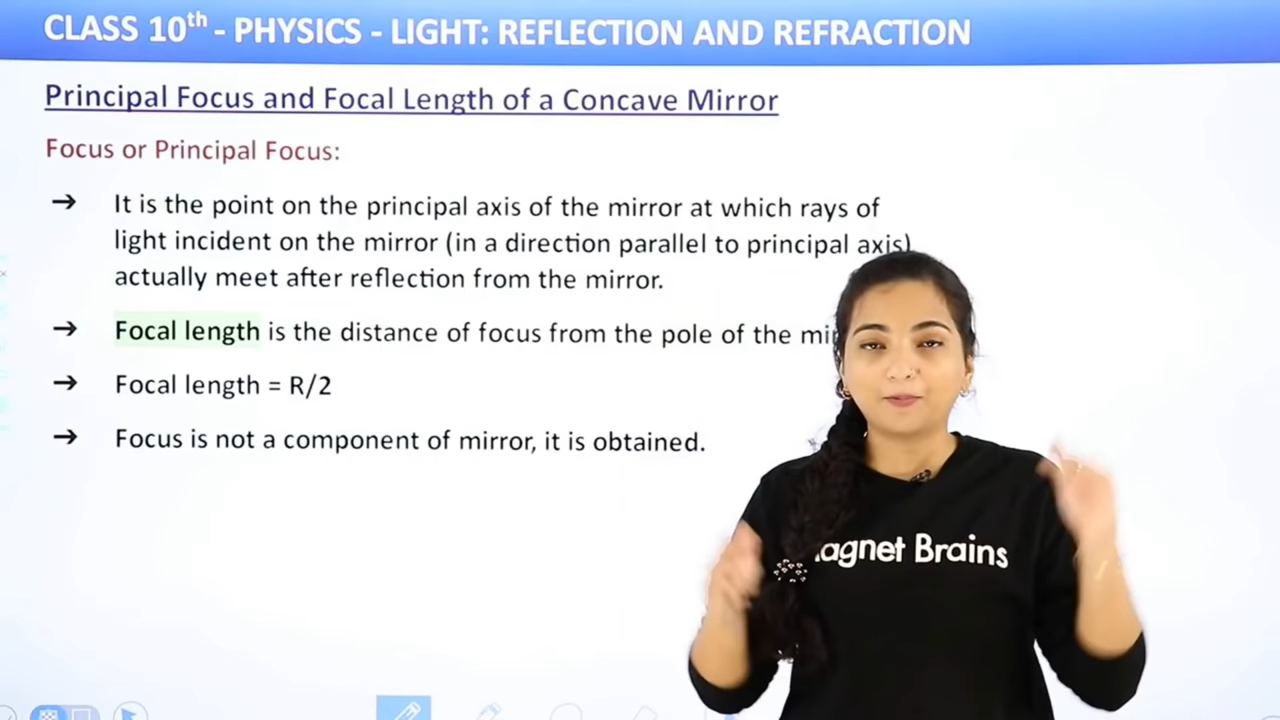 CLASS 10th - PHYSICS - LIGHT: REFLECTION AND REFRACTION
Principal Focus and Focal Length of a Concave Mirror
Focus or Principal Focus:
→ It is the point on the principal axis of the mirror at which rays of
light incident on the mirror (in a direction parallel to principal axis)
actually meet after reflection from the mirror.
→ Focal length is the distance of focus from the pole of the
→ Focal length = R/2
→ Focus is not a component of mirror, it is obtained.
agnet Brains